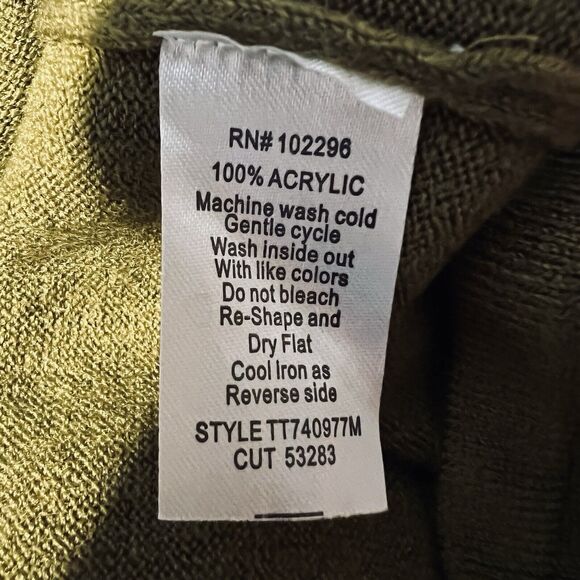 RN# 102296
100% ACRYLIC
Machine wash cold
Gentle cycle
Wash inside out
With like colors
Do not bleach
Re-Shape and
Dry Flat
Cool Iron as
Reverse side
STYLE TT740977M
CUT 53283